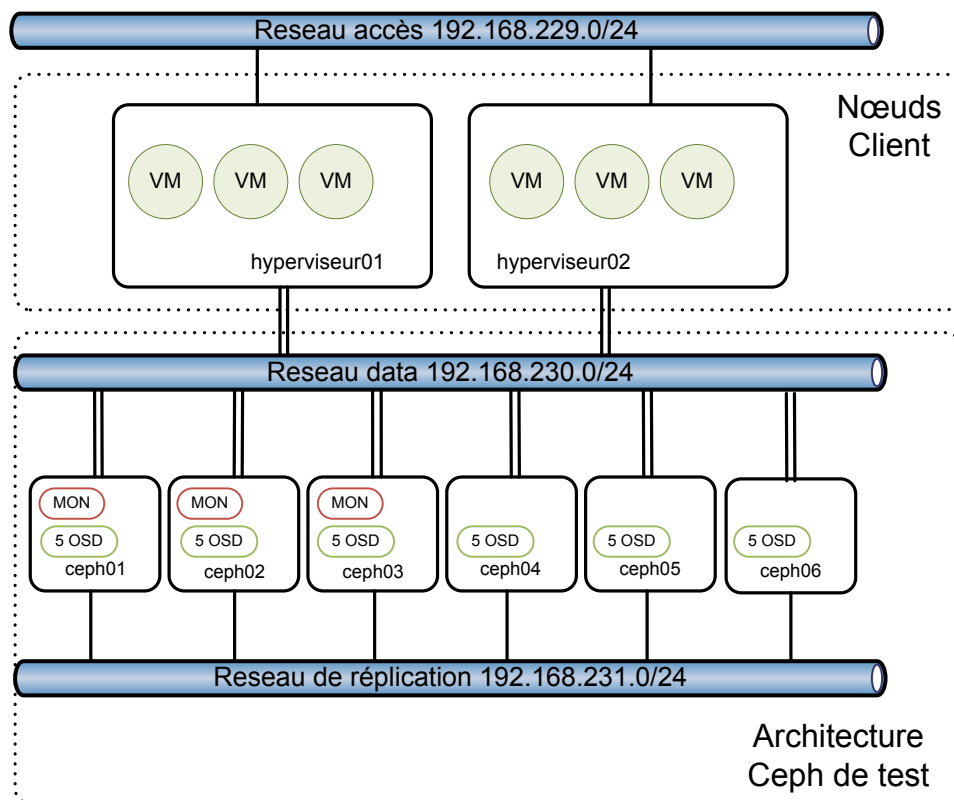 Reseau accès 192.168.229.0/24
Nœuds
Client
VM VM VM
VM VM VM
hyperviseur01
hyperviseur02
Reseau data 192.168.230.0/24
MON
5 OSD
ceph01
MON
5 OSD
ceph02
MON
5 OSD
ceph03
5 OSD
ceph04
5 OSD
ceph05
5 OSD
ceph06
Reseau de réplication 192.168.231.0/24
Architecture
Ceph de test